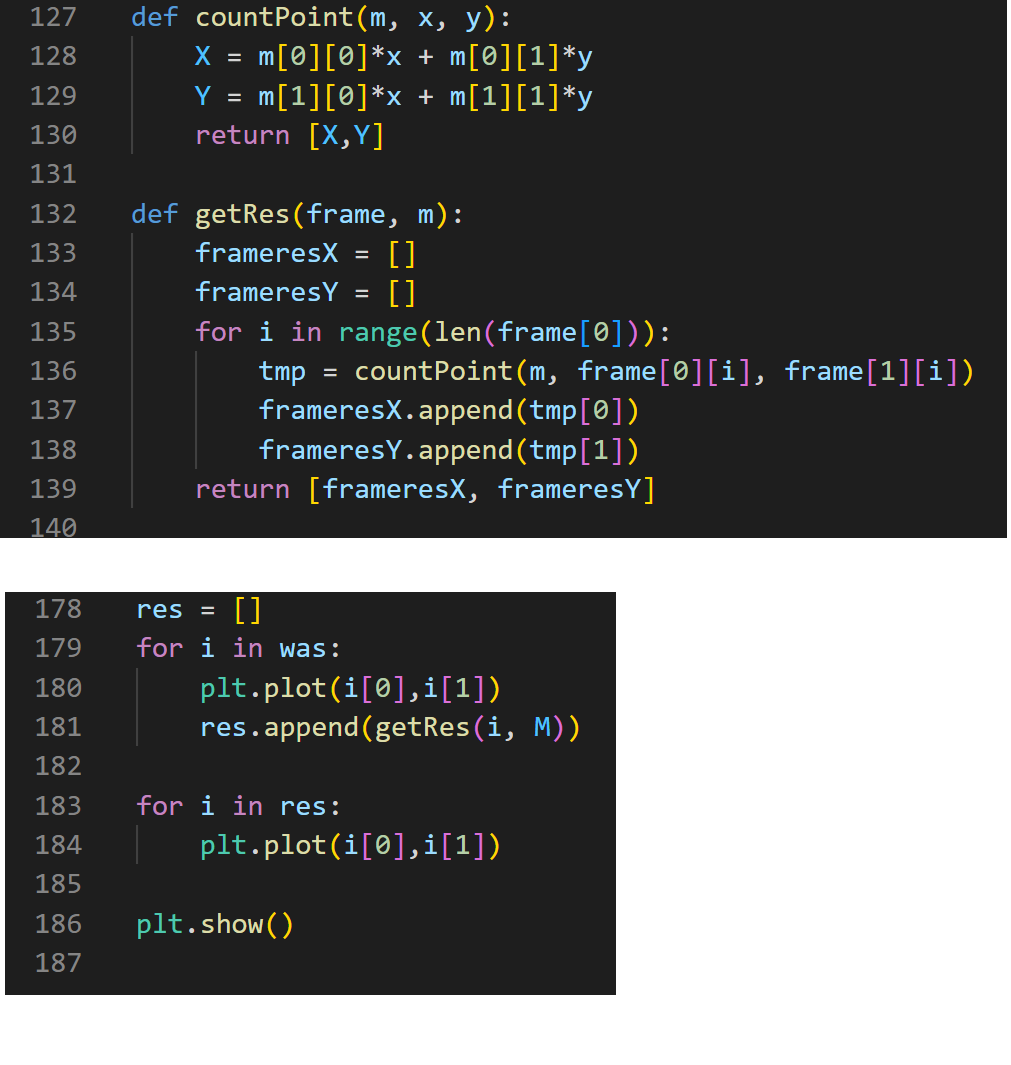 127 def countPoint(m, x, y):
128 X = m[0][0]*x + m[0][1]*y
129 Y = m[1][0]*x + m[1][1]*y
130 return [X,Y]
131
132 def getRes(frame, m):
133 frameresX = []
134 frameresY = []
135 for i in range(len(frame[0])):
136 tmp = countPoint(m, frame[0][i], frame[1][i])
137 frameresX.append(tmp[0])
138 frameresY.append(tmp[1])
139 return [frameresX, frameresY]
140
178 res = []
179 for i in was:
180 plt.plot(i[0],i[1])
181 res.append(getRes(i, M))
182
183 for i in res:
184 plt.plot(i[0],i[1])
185
186 plt.show()
187